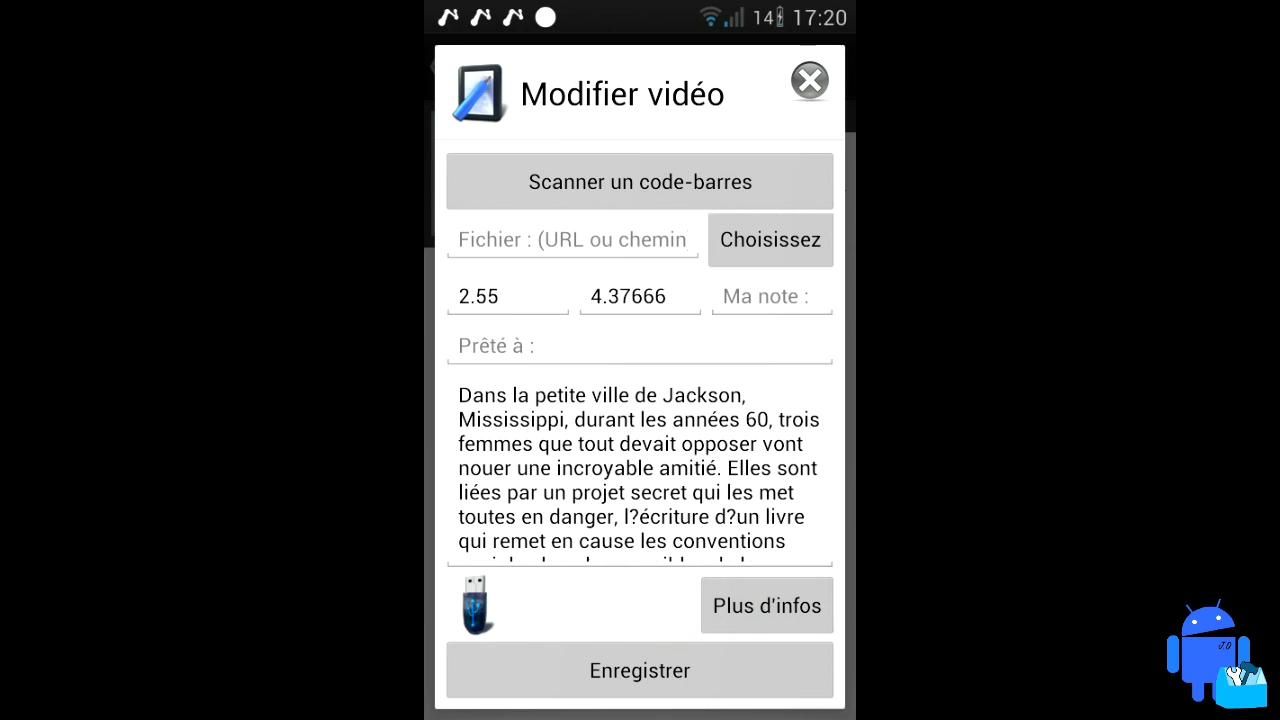 14 17:20
Modifier vidéo
Scanner un code-barres
Fichier : (URL ou chemin
Choisissez
2.55
4.37666
Ma note :
Prêté à :
Dans la petite ville de Jackson,
Mississippi, durant les années 60, trois
femmes que tout devait opposer vont
nouer une incroyable amitié. Elles sont
liées par un projet secret qui les met
toutes en danger, l?écriture d?un livre
qui remet en cause les conventions
Plus d'infos
Enregistrer
J.O